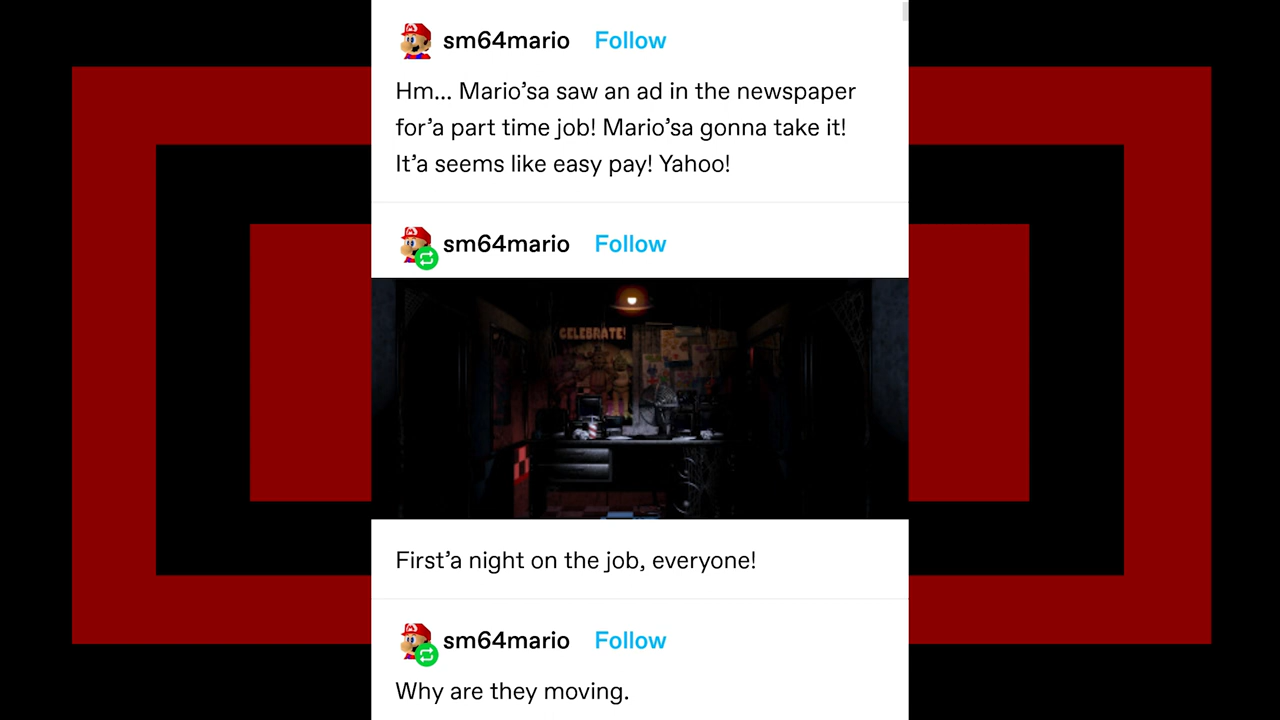 sm64mario Follow
Hm... Mario’sa saw an ad in the newspaper
for’a part time job! Mario’sa gonna take it!
It’a seems like easy pay! Yahoo!
sm64mario Follow
CELEBRATE!
First’a night on the job, everyone!
sm64mario Follow
Why are they moving.